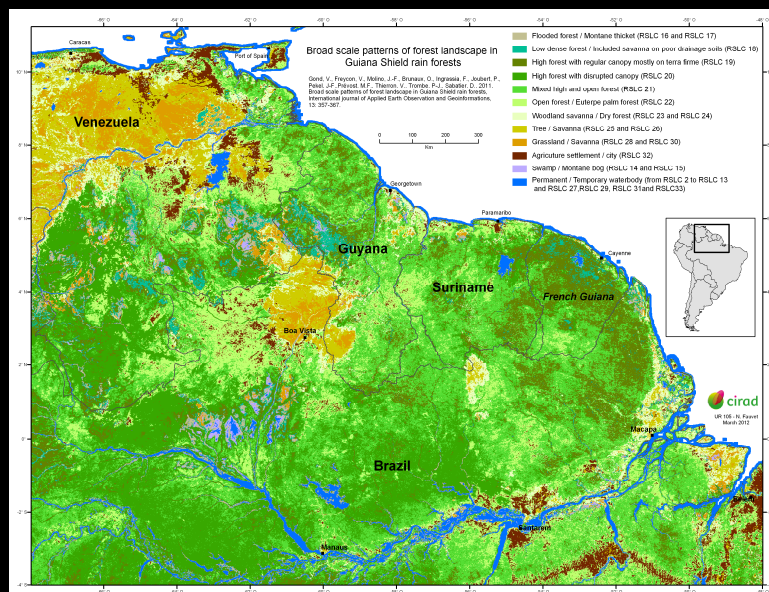 Broad scale patterns of forest landscape in
Guiana Shield rain forests
Gond, V., Freycon, V., Molino, J.-F., Brunaux, O., Ingrassia, F., Joubert, P.,
Pekel, J-F.,Prévost, M.F., Thierron, V., Trombe, P-J., Sabatier, D.. 2011.
Broad scale patterns of forest landscape in Guiana Shield rain forests.
International journal of Applied Earth Observation and Geoinformations.
13: 357-367.
Flooded forest / Montane thicket (RSLC 16 and RSLC 17)
Low dense forest / Included savanna on poor drainage soils (RSLC 18)
High forest with regular canopy mostly on terra firme (RSLC 19)
High forest with disrupted canopy (RSLC 20)
Mixed high and open forest (RSLC 21)
Open forest / Euterpe palm forest (RSLC 22)
Woodland savanna / Dry forest (RSLC 23 and RSLC 24)
Tree / Savanna (RSLC 25 and RSLC 26)
Grassland / Savanna (RSLC 28 and RSLC 30)
Agriculture settlement / city (RSLC 32)
Swamp / Montane bog (RSLC 14 and RSLC 15)
Permanent / Temporary waterbody (from RSLC 2 to RSLC 13
and RSLC 27,RSLC 29, RSLC 31and RSLC33)
0 100 200 300
Km
Caracas
Port of Spain
Venezuela
Georgetown
Paramaribo
Cayenne
Guyana
Suriname
French Guiana
Boa Vista
Macapa
Brazil
Belem
Santarem
Manaus
cirad
UR 105 - N. Fauvet
March 2012